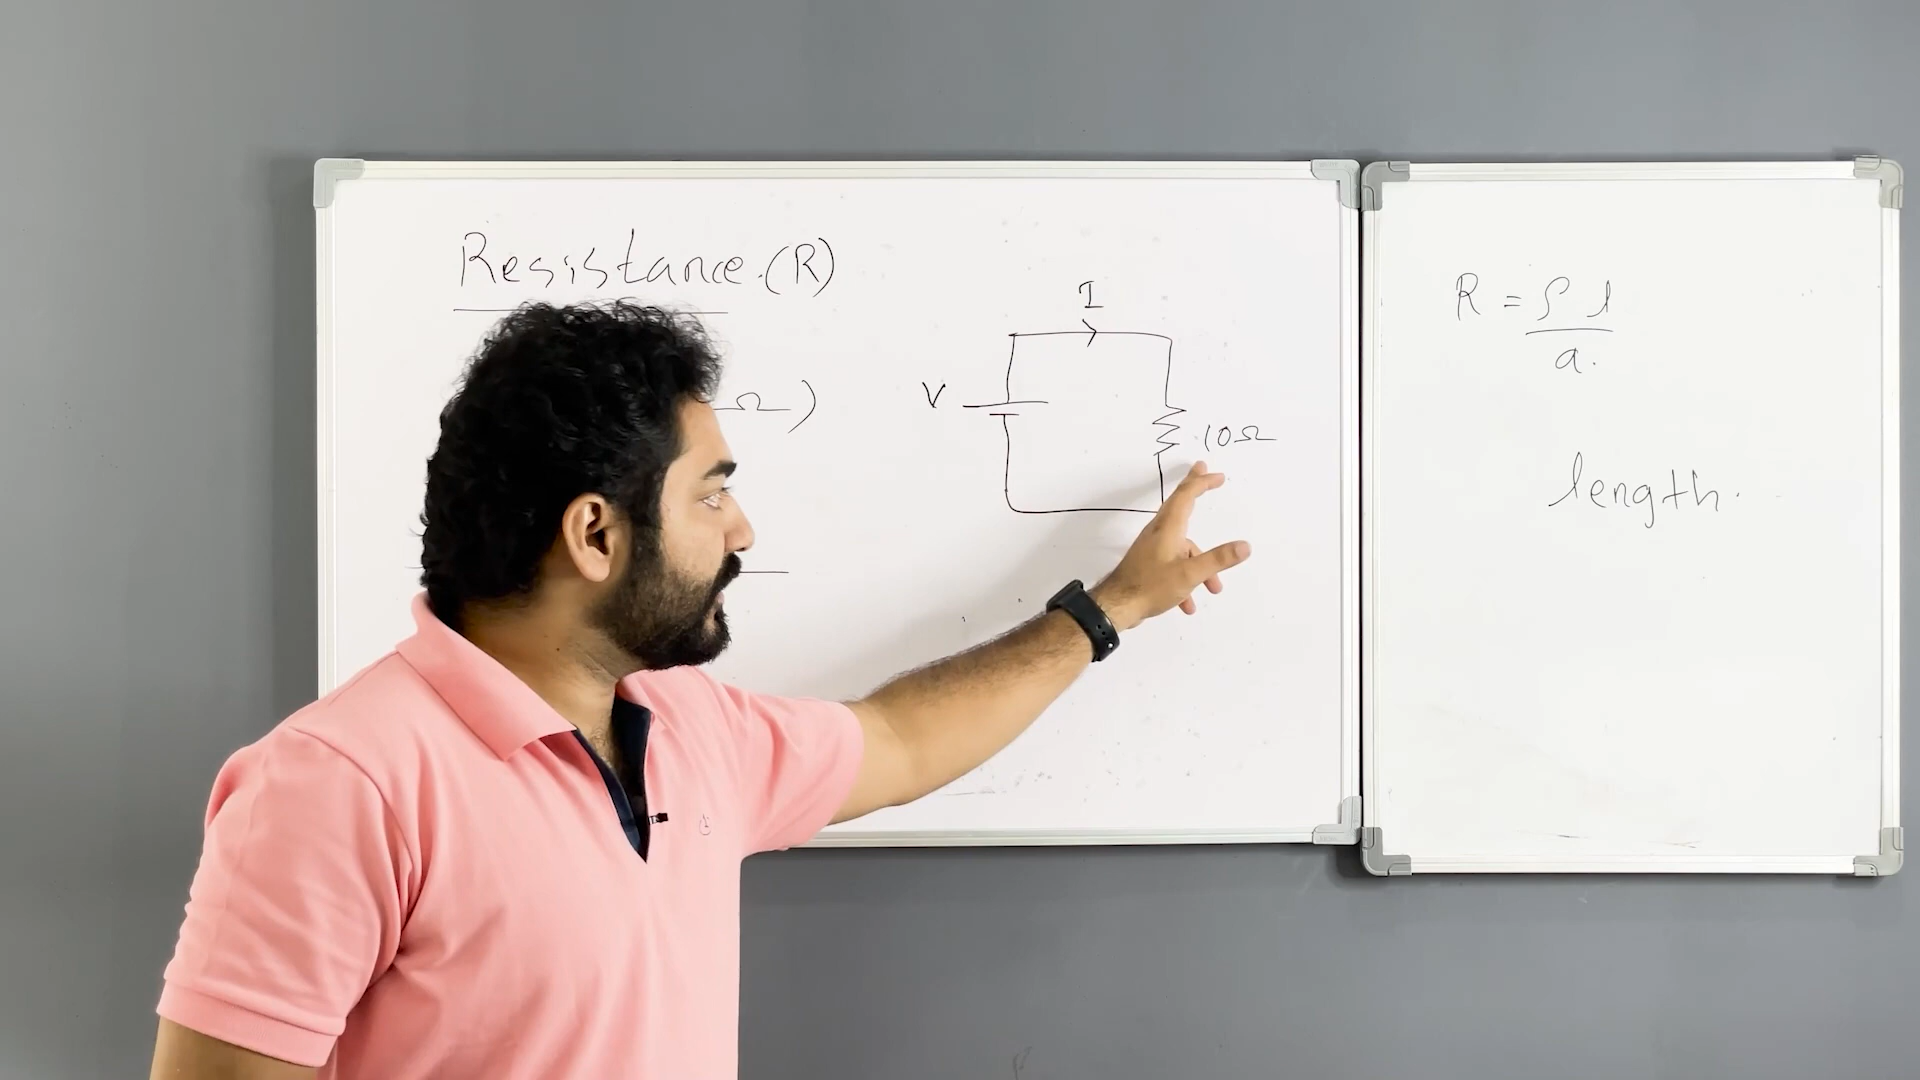 Resistance.(R)
Ω)
I
V
10Ω
R = ρ l
a.
length.